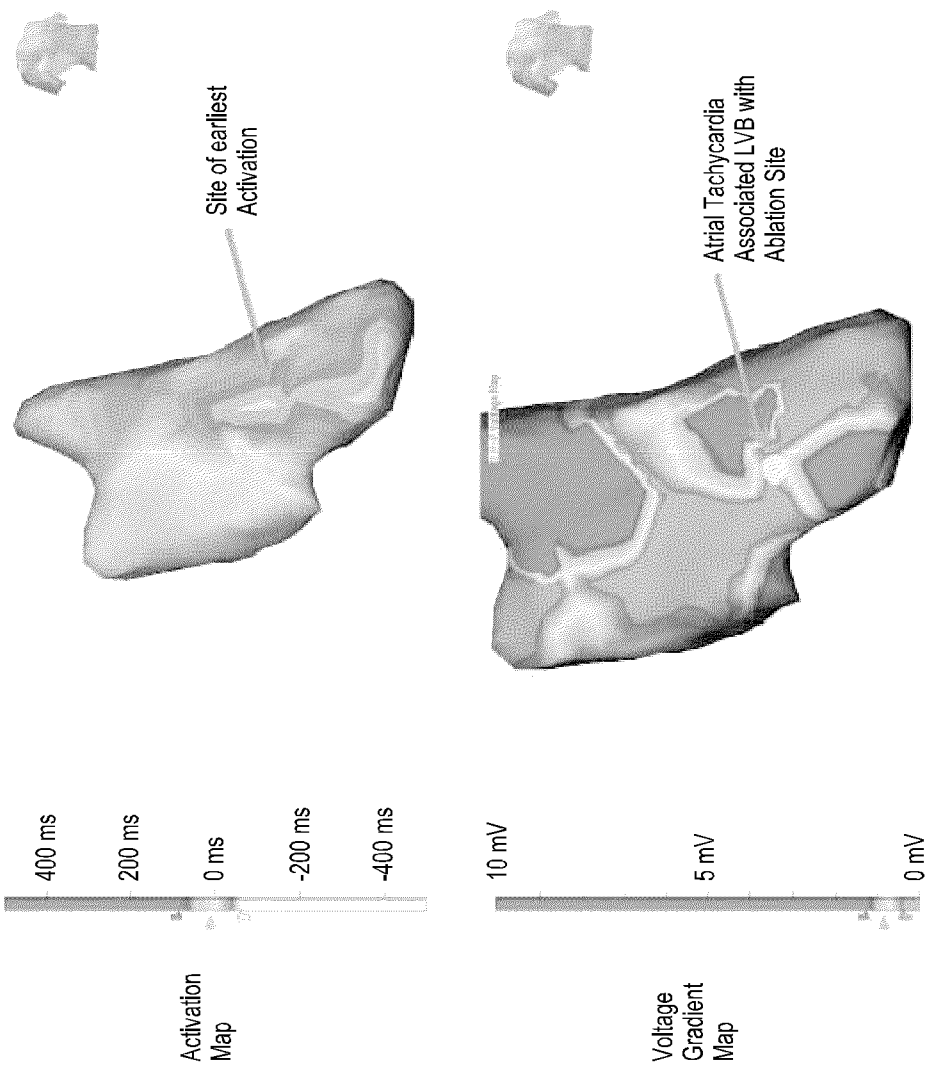 Activation
Map
400 ms
200 ms
0 ms
-200 ms
-400 ms
Site of earliest
Activation
Voltage
Gradient
Map
10 mV
5 mV
0 mV
Atrial Tachycardia
Associated LVB with
Ablation Site